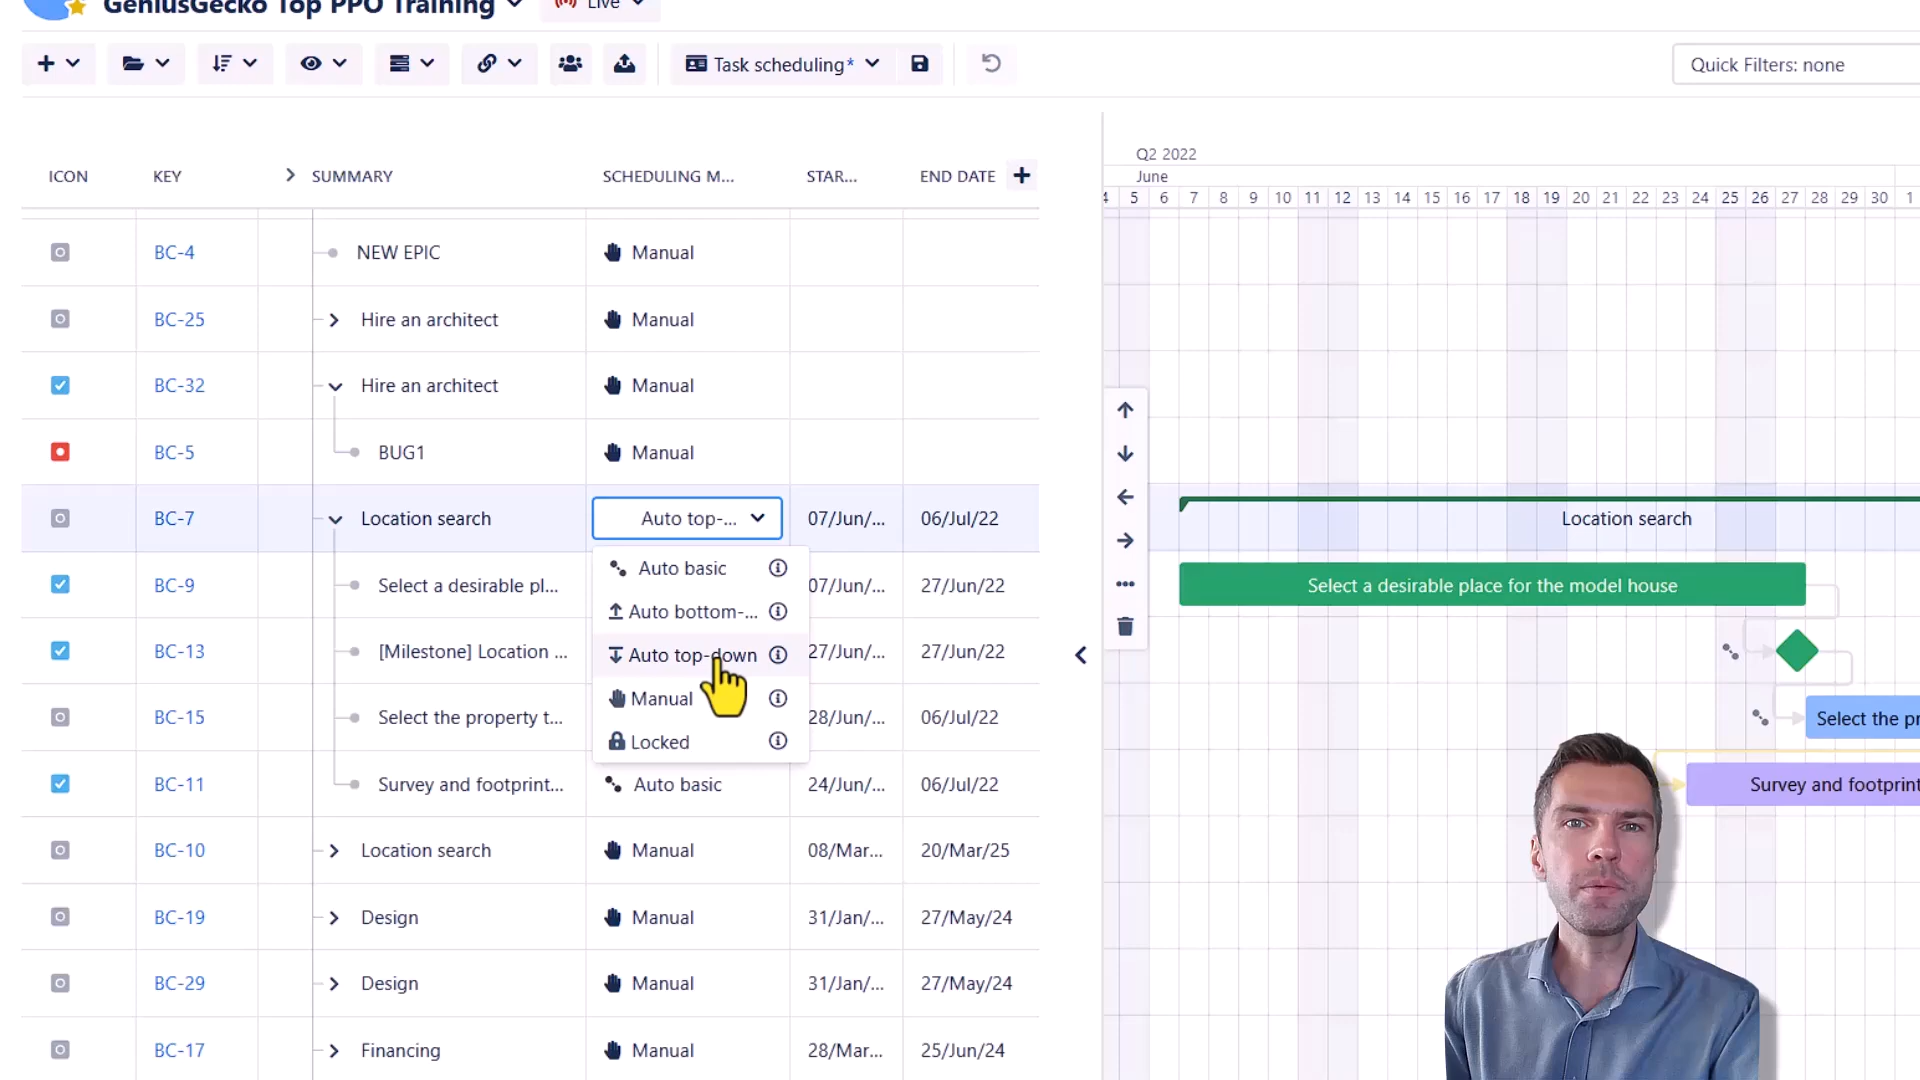 GeniusGecko Top PPO Training Live
Task scheduling* Quick Filters: none
ICON KEY SUMMARY SCHEDULING M... STAR... END DATE
BC-4 NEW EPIC Manual
BC-25 Hire an architect Manual
BC-32 Hire an architect Manual
BC-5 BUG1 Manual
BC-7 Location search Auto top-... 07/Jun/... 06/Jul/22
BC-9 Select a desirable pl... 07/Jun/... 27/Jun/22
BC-13 [Milestone] Location ... 27/Jun/... 27/Jun/22
BC-15 Select the property t... 28/Jun/... 06/Jul/22
BC-11 Survey and footprint... Auto basic 24/Jun/... 06/Jul/22
BC-10 Location search Manual 08/Mar... 20/Mar/25
BC-19 Design Manual 31/Jan/... 27/May/24
BC-29 Design Manual 31/Jan/... 27/May/24
BC-17 Financing Manual 28/Mar... 25/Jun/24
Auto basic
Auto bottom-...
Auto top-down
Manual
Locked
Q2 2022
June
4 5 6 7 8 9 10 11 12 13 14 15 16 17 18 19 20 21 22 23 24 25 26 27 28 29 30 1
Location search
Select a desirable place for the model house
Select the pr
Survey and footprint